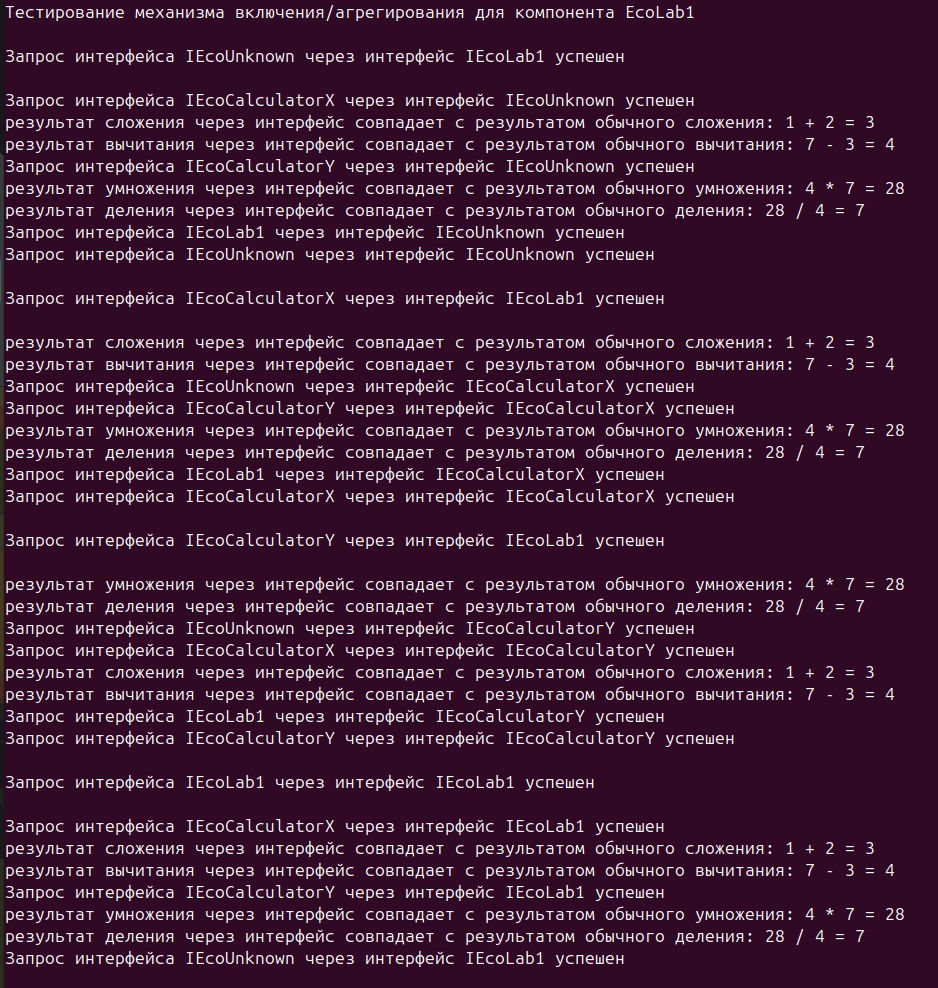 Тестирование механизма включения/агрегирования для компонента EcoLab1
Запрос интерфейса IEcoUnknown через интерфейс IEcoLab1 успешен
Запрос интерфейса IEcoCalculatorX через интерфейс IEcoUnknown успешен
результат сложения через интерфейс совпадает с результатом обычного сложения: 1 + 2 = 3
результат вычитания через интерфейс совпадает с результатом обычного вычитания: 7 - 3 = 4
Запрос интерфейса IEcoCalculatorY через интерфейс IEcoUnknown успешен
результат умножения через интерфейс совпадает с результатом обычного умножения: 4 * 7 = 28
результат деления через интерфейс совпадает с результатом обычного деления: 28 / 4 = 7
Запрос интерфейса IEcoLab1 через интерфейс IEcoUnknown успешен
Запрос интерфейса IEcoUnknown через интерфейс IEcoUnknown успешен
Запрос интерфейса IEcoCalculatorX через интерфейс IEcoLab1 успешен
результат сложения через интерфейс совпадает с результатом обычного сложения: 1 + 2 = 3
результат вычитания через интерфейс совпадает с результатом обычного вычитания: 7 - 3 = 4
Запрос интерфейса IEcoUnknown через интерфейс IEcoCalculatorX успешен
Запрос интерфейса IEcoCalculatorY через интерфейс IEcoCalculatorX успешен
результат умножения через интерфейс совпадает с результатом обычного умножения: 4 * 7 = 28
результат деления через интерфейс совпадает с результатом обычного деления: 28 / 4 = 7
Запрос интерфейса IEcoLab1 через интерфейс IEcoCalculatorX успешен
Запрос интерфейса IEcoCalculatorX через интерфейс IEcoCalculatorX успешен
Запрос интерфейса IEcoCalculatorY через интерфейс IEcoLab1 успешен
результат умножения через интерфейс совпадает с результатом обычного умножения: 4 * 7 = 28
результат деления через интерфейс совпадает с результатом обычного деления: 28 / 4 = 7
Запрос интерфейса IEcoUnknown через интерфейс IEcoCalculatorY успешен
Запрос интерфейса IEcoCalculatorX через интерфейс IEcoCalculatorY успешен
результат сложения через интерфейс совпадает с результатом обычного сложения: 1 + 2 = 3
результат вычитания через интерфейс совпадает с результатом обычного вычитания: 7 - 3 = 4
Запрос интерфейса IEcoLab1 через интерфейс IEcoCalculatorY успешен
Запрос интерфейса IEcoCalculatorY через интерфейс IEcoCalculatorY успешен
Запрос интерфейса IEcoLab1 через интерфейс IEcoLab1 успешен
Запрос интерфейса IEcoCalculatorX через интерфейс IEcoLab1 успешен
результат сложения через интерфейс совпадает с результатом обычного сложения: 1 + 2 = 3
результат вычитания через интерфейс совпадает с результатом обычного вычитания: 7 - 3 = 4
Запрос интерфейса IEcoCalculatorY через интерфейс IEcoLab1 успешен
результат умножения через интерфейс совпадает с результатом обычного умножения: 4 * 7 = 28
результат деления через интерфейс совпадает с результатом обычного деления: 28 / 4 = 7
Запрос интерфейса IEcoUnknown через интерфейс IEcoLab1 успешен